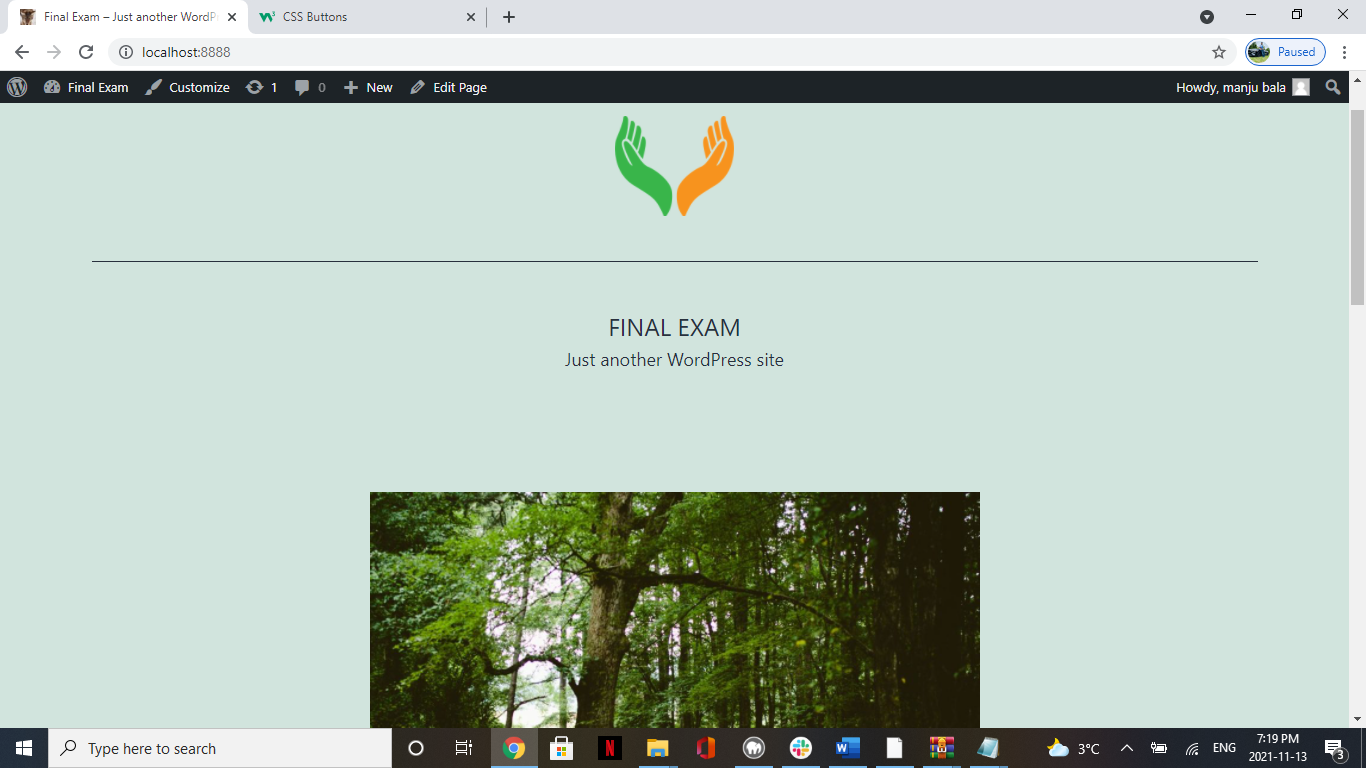 Final Exam – Just another WordP
CSS Buttons
localhost:8888
Paused
Final Exam
Customize
1
0
New
Edit Page
Howdy, manju bala
FINAL EXAM
Just another WordPress site
Type here to search
3°C
ENG
7:19 PM
2021-11-13
3